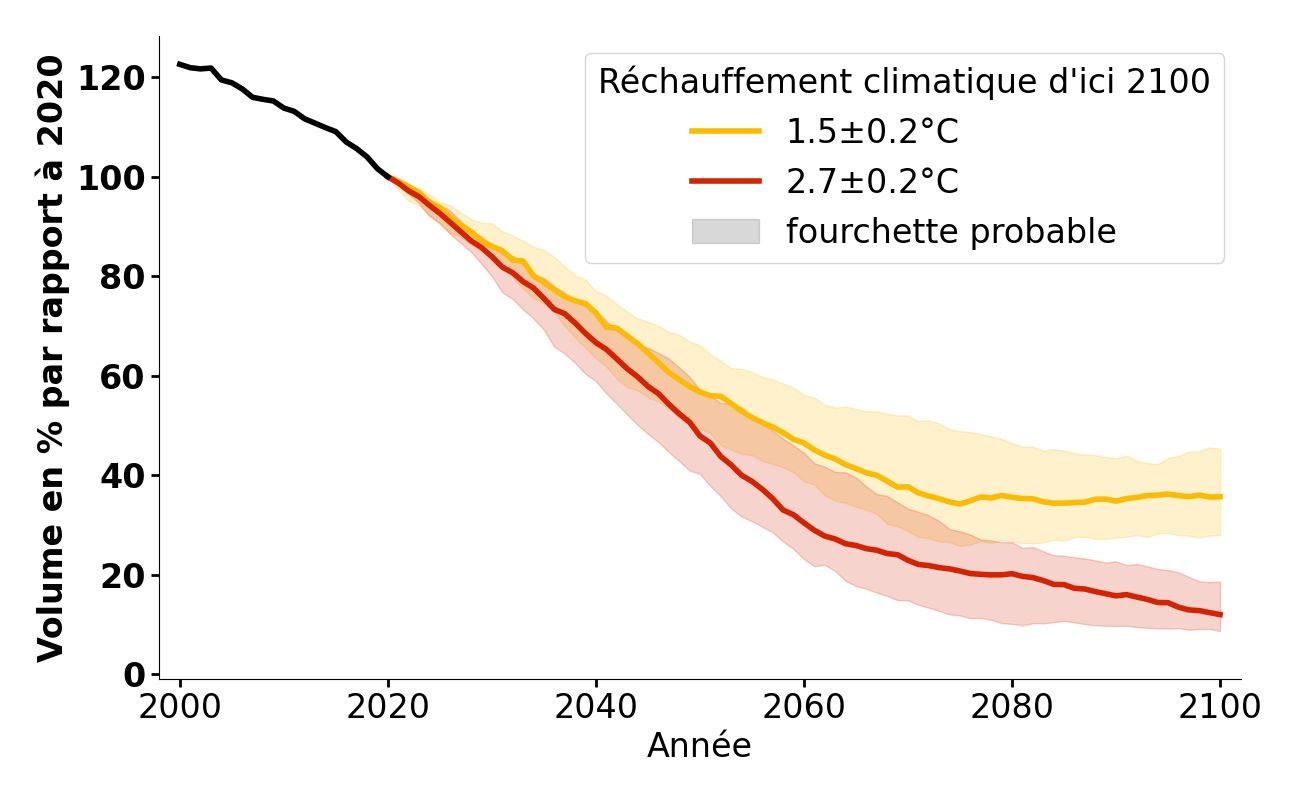 Volume en % par rapport à 2020
120
100
80
60
40
20
0
Réchauffement climatique d'ici 2100
1.5±0.2°C
2.7±0.2°C
fourchette probable
2000 2020 2040 2060 2080 2100
Année